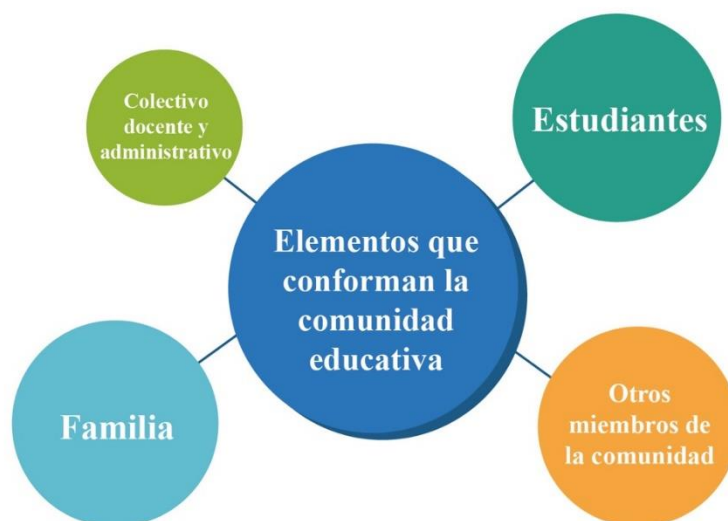 Colectivo
docente y
administrativo
Estudiantes
Elementos que
conforman la
comunidad
educativa
Familia
Otros
miembros de
la comunidad